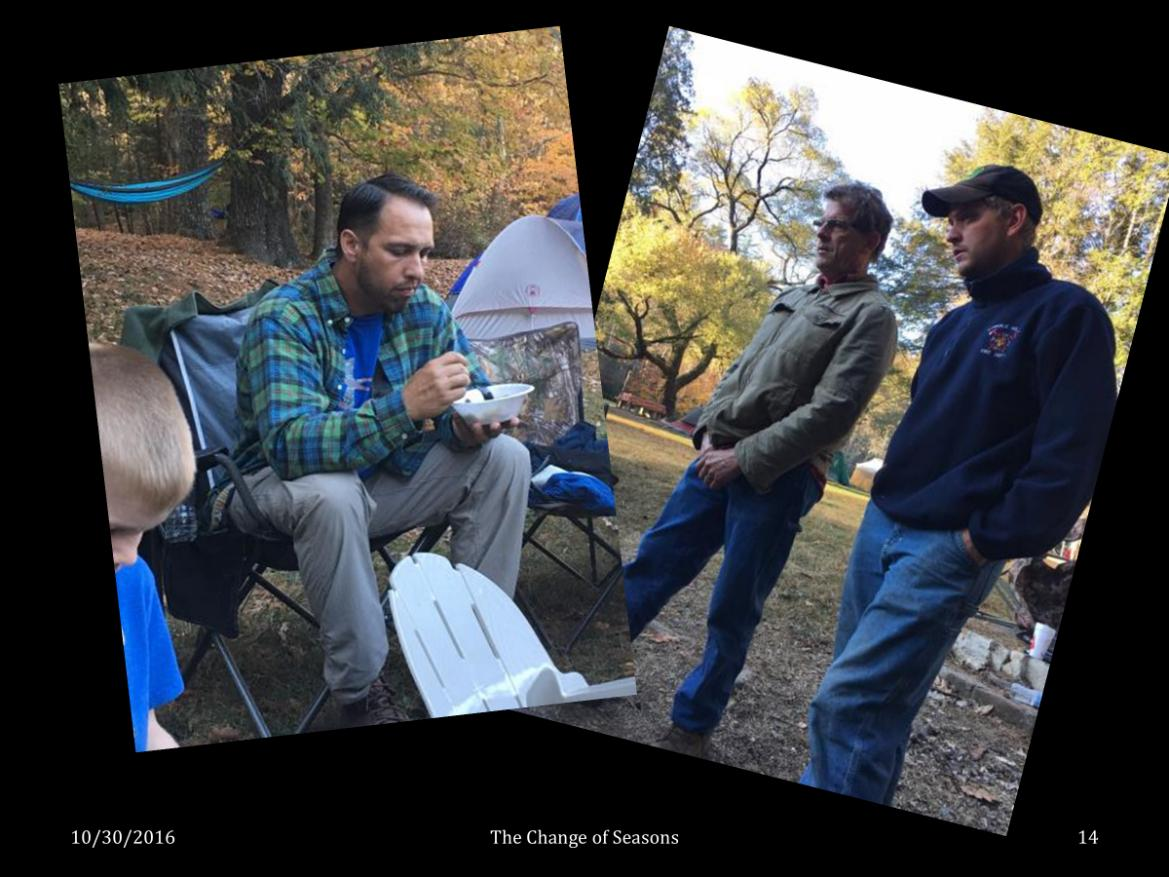 10/30/2016
The Change of Seasons
14